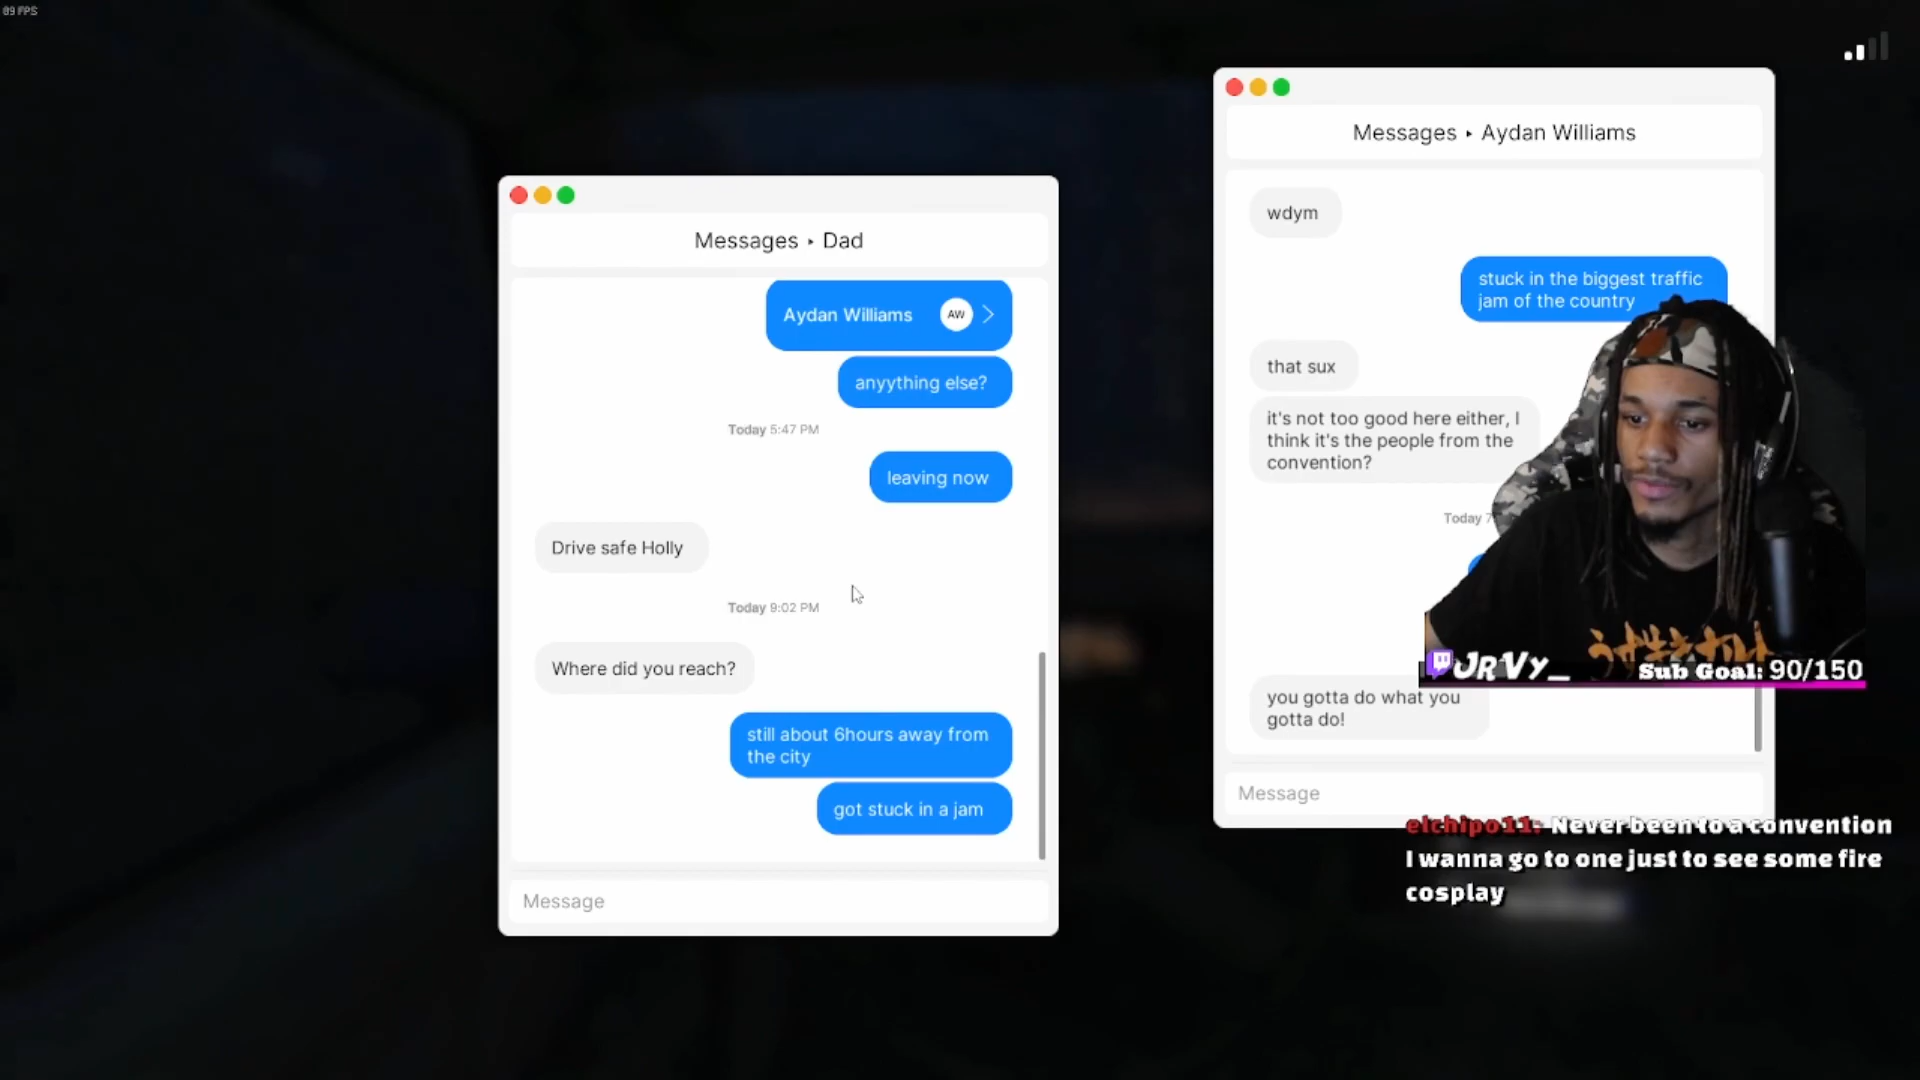 89 FPS
Messages ▸ Dad
Aydan Williams AW
anyything else?
Today 5:47 PM
leaving now
Drive safe Holly
Today 9:02 PM
Where did you reach?
still about 6hours away from
the city
got stuck in a jam
Message
Messages ▸ Aydan Williams
wdym
stuck in the biggest traffic
jam of the country
that sux
it's not too good here either, I
think it's the people from the
convention?
Today
you gotta do what you
gotta do!
Message
JRVY_
Sub Goal: 90/150
elchipo11: Never been to a convention
I wanna go to one just to see some fire
cosplay